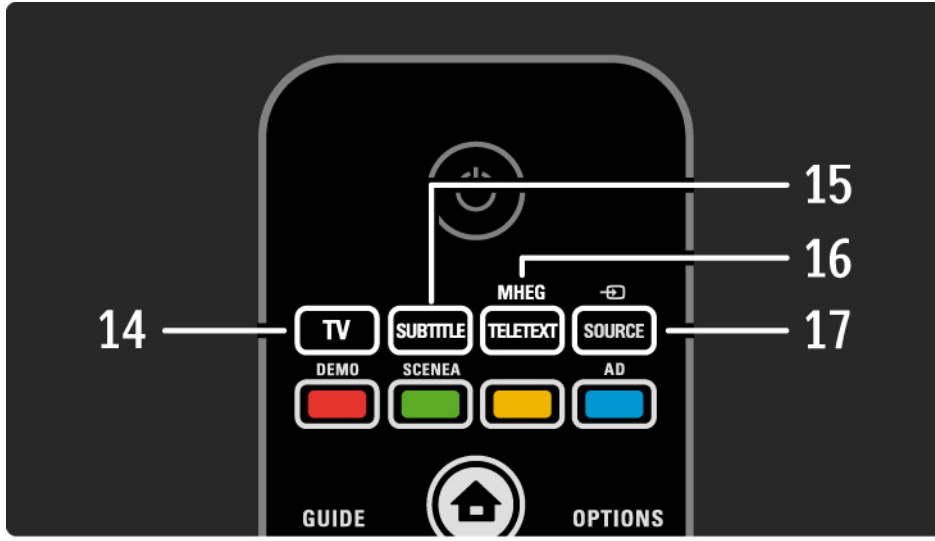 15
16
MHEG
14
TV
SUBTITLE
TELETEXT
SOURCE
17
DEMO
SCENEA
AD
GUIDE
OPTIONS